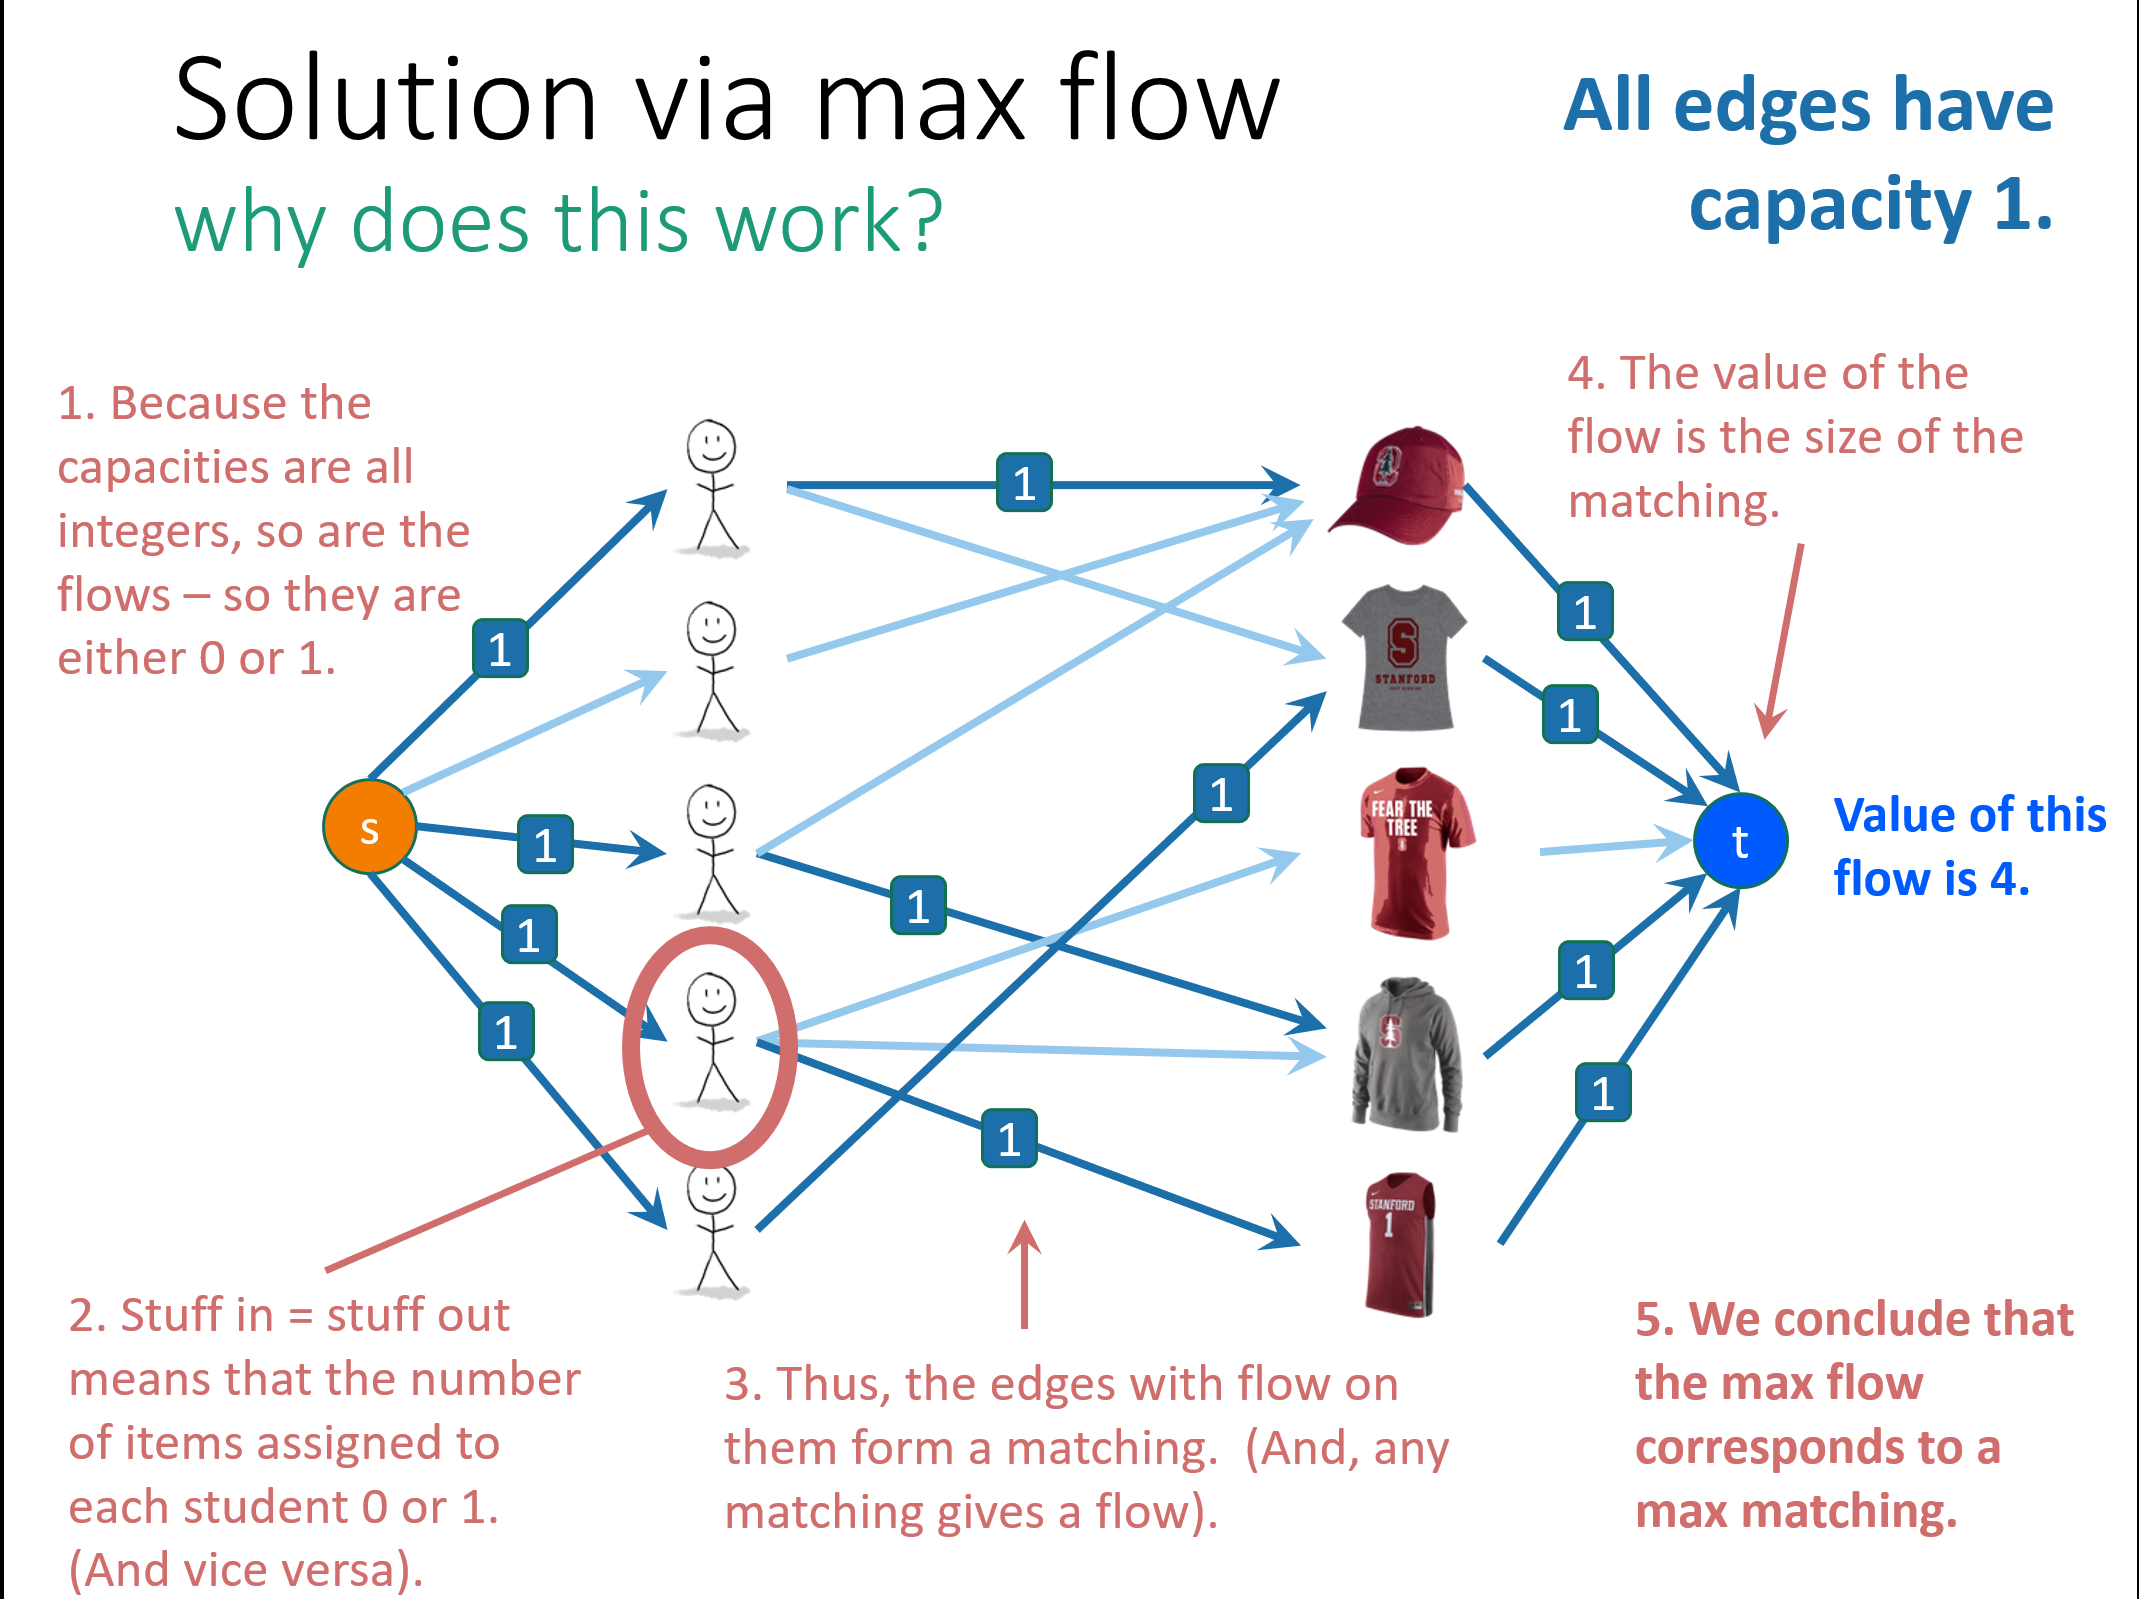 Solution via max flow
why does this work?
All edges have
capacity 1.
1. Because the
capacities are all
integers, so are the
flows – so they are
either 0 or 1.
4. The value of the
flow is the size of the
matching.
1
1
1
1
1
1
1
1
1
1
1
1
s
t
STANFORD
FEAR THE
TREE
STANFORD
1
Value of this
flow is 4.
2. Stuff in = stuff out
means that the number
of items assigned to
each student 0 or 1.
(And vice versa).
3. Thus, the edges with flow on
them form a matching.  (And, any
matching gives a flow).
5. We conclude that
the max flow
corresponds to a
max matching.